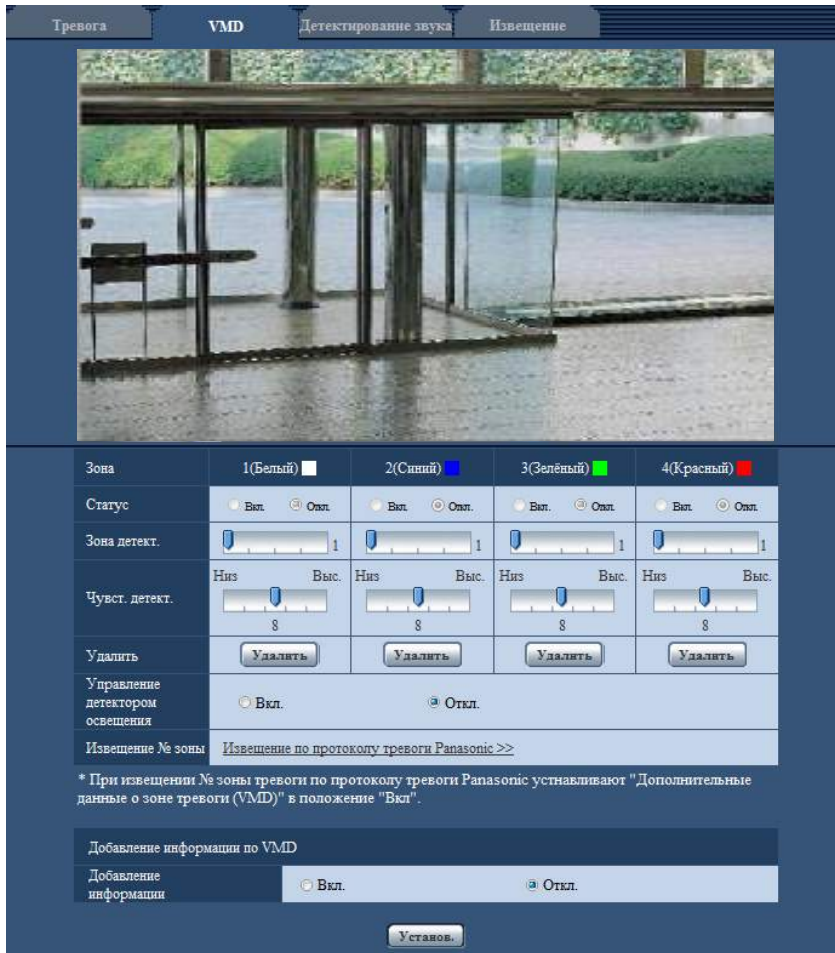 Тревога VMD Детектирование звука Извещение
Зона 1(Белый) 2(Синий) 3(Зелёный) 4(Красный)
Статус Вкл. Откл. Вкл. Откл. Вкл. Откл. Вкл. Откл.
Зона детект. 1 1 1 1
Низ Выс. Низ Выс. Низ Выс. Низ Выс.
Чувст. детект.
8 8 8 8
Удалить Удалить Удалить Удалить Удалить
Управление
детектором
освещения
Вкл. Откл.
Извещение № зоны Извещение по протоколу тревоги Panasonic >>
* При извещении № зоны тревоги по протоколу тревоги Panasonic устнавливают "Дополнительные
данные о зоне тревоги (VMD)" в положение "Вкл".
Добавление информации по VMD
Добавление
информации
Вкл. Откл.
Установ.